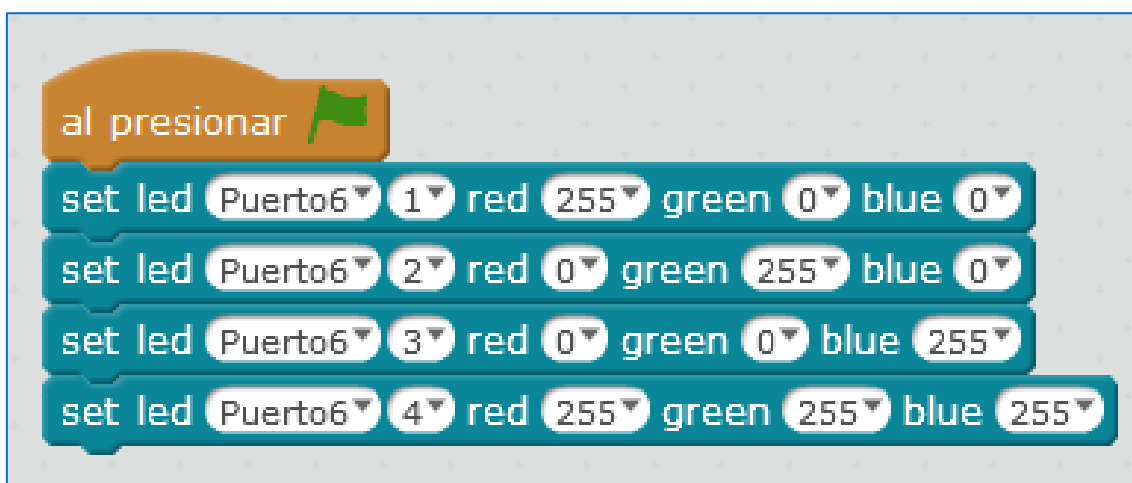 al presionar
set led Puerto6 1 red 255 green 0 blue 0
set led Puerto6 2 red 0 green 255 blue 0
set led Puerto6 3 red 0 green 0 blue 255
set led Puerto6 4 red 255 green 255 blue 255